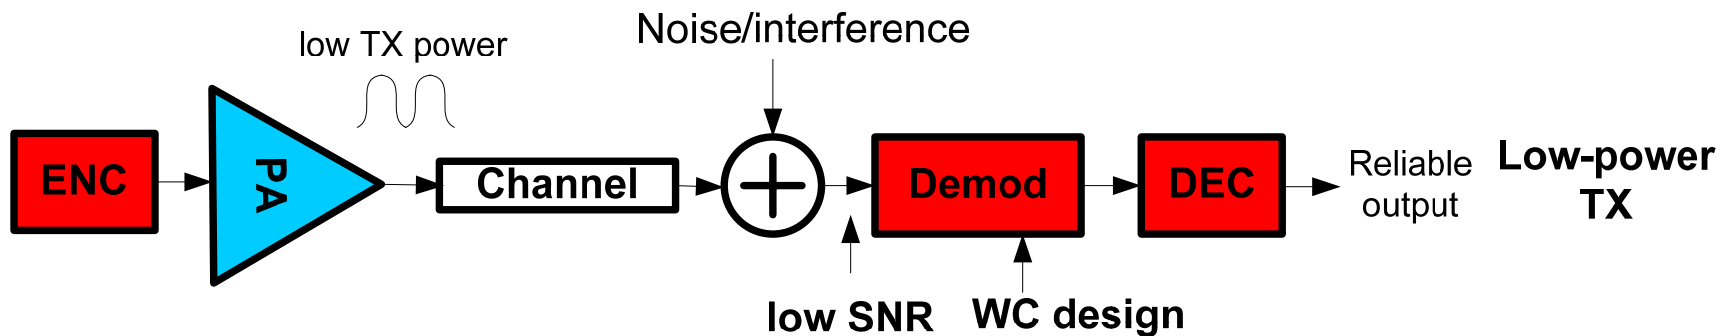 Noise/interference
low TX power
ENC
PA
Channel
Demod
DEC
Reliable
output
Low-power
TX
low SNR
WC design